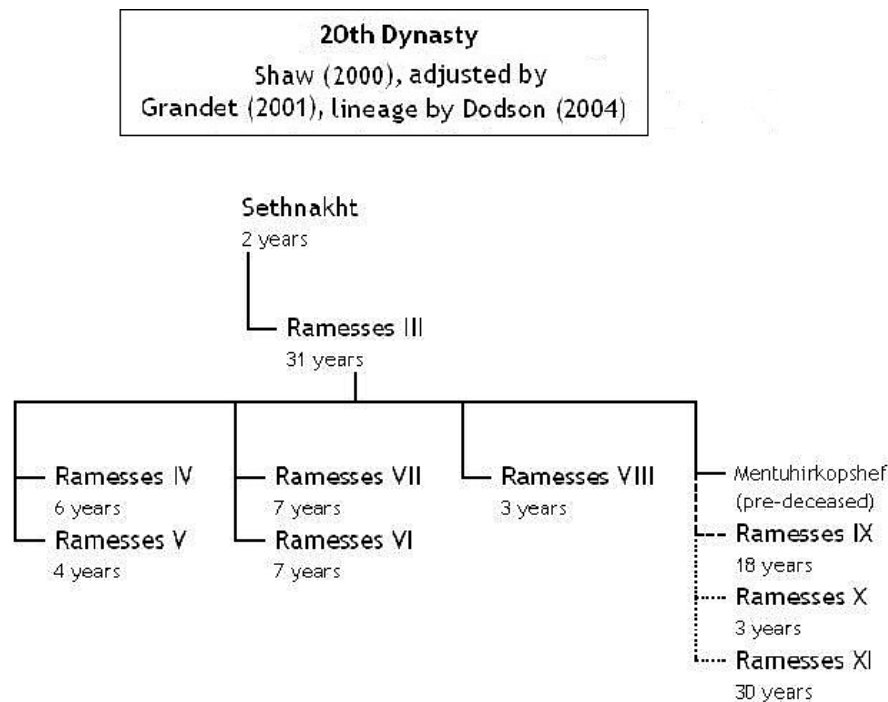 20th Dynasty
Shaw (2000), adjusted by
Grandet (2001), lineage by Dodson (2004)
Sethnakht
2 years
Ramesses III
31 years
Ramesses IV
6 years
Ramesses V
4 years
Ramesses VII
7 years
Ramesses VI
7 years
Ramesses VIII
3 years
Mentuhirkopshef
(pre-deceased)
Ramesses IX
18 years
Ramesses X
3 years
Ramesses XI
30 years